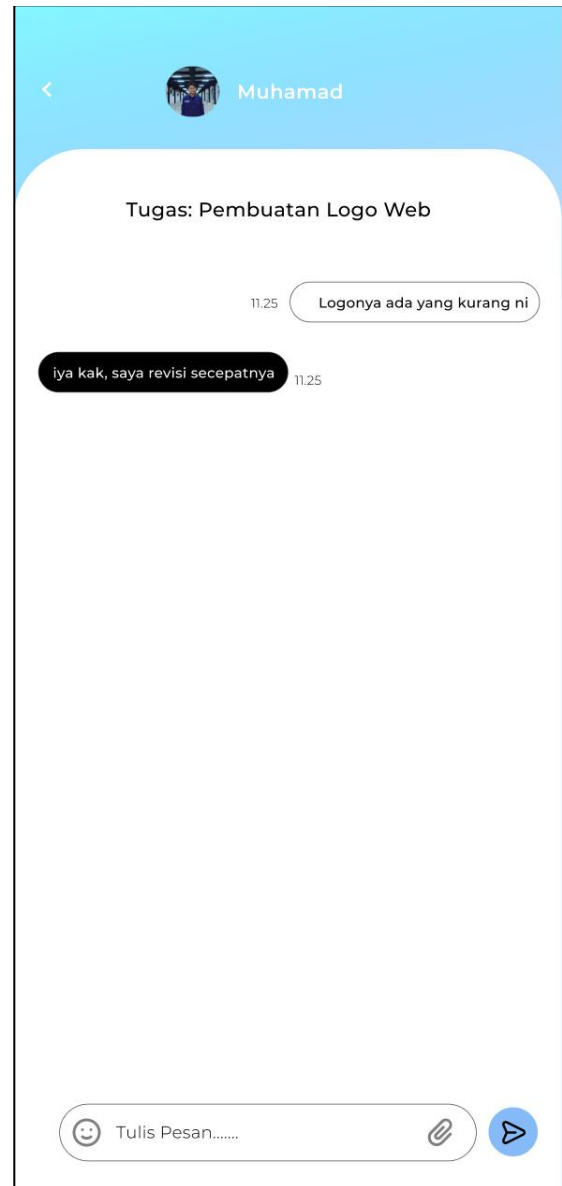 Muhamad
Tugas: Pembuatan Logo Web
11.25 Logonya ada yang kurang ni
iya kak, saya revisi secepatnya 11.25
Tulis Pesan.......